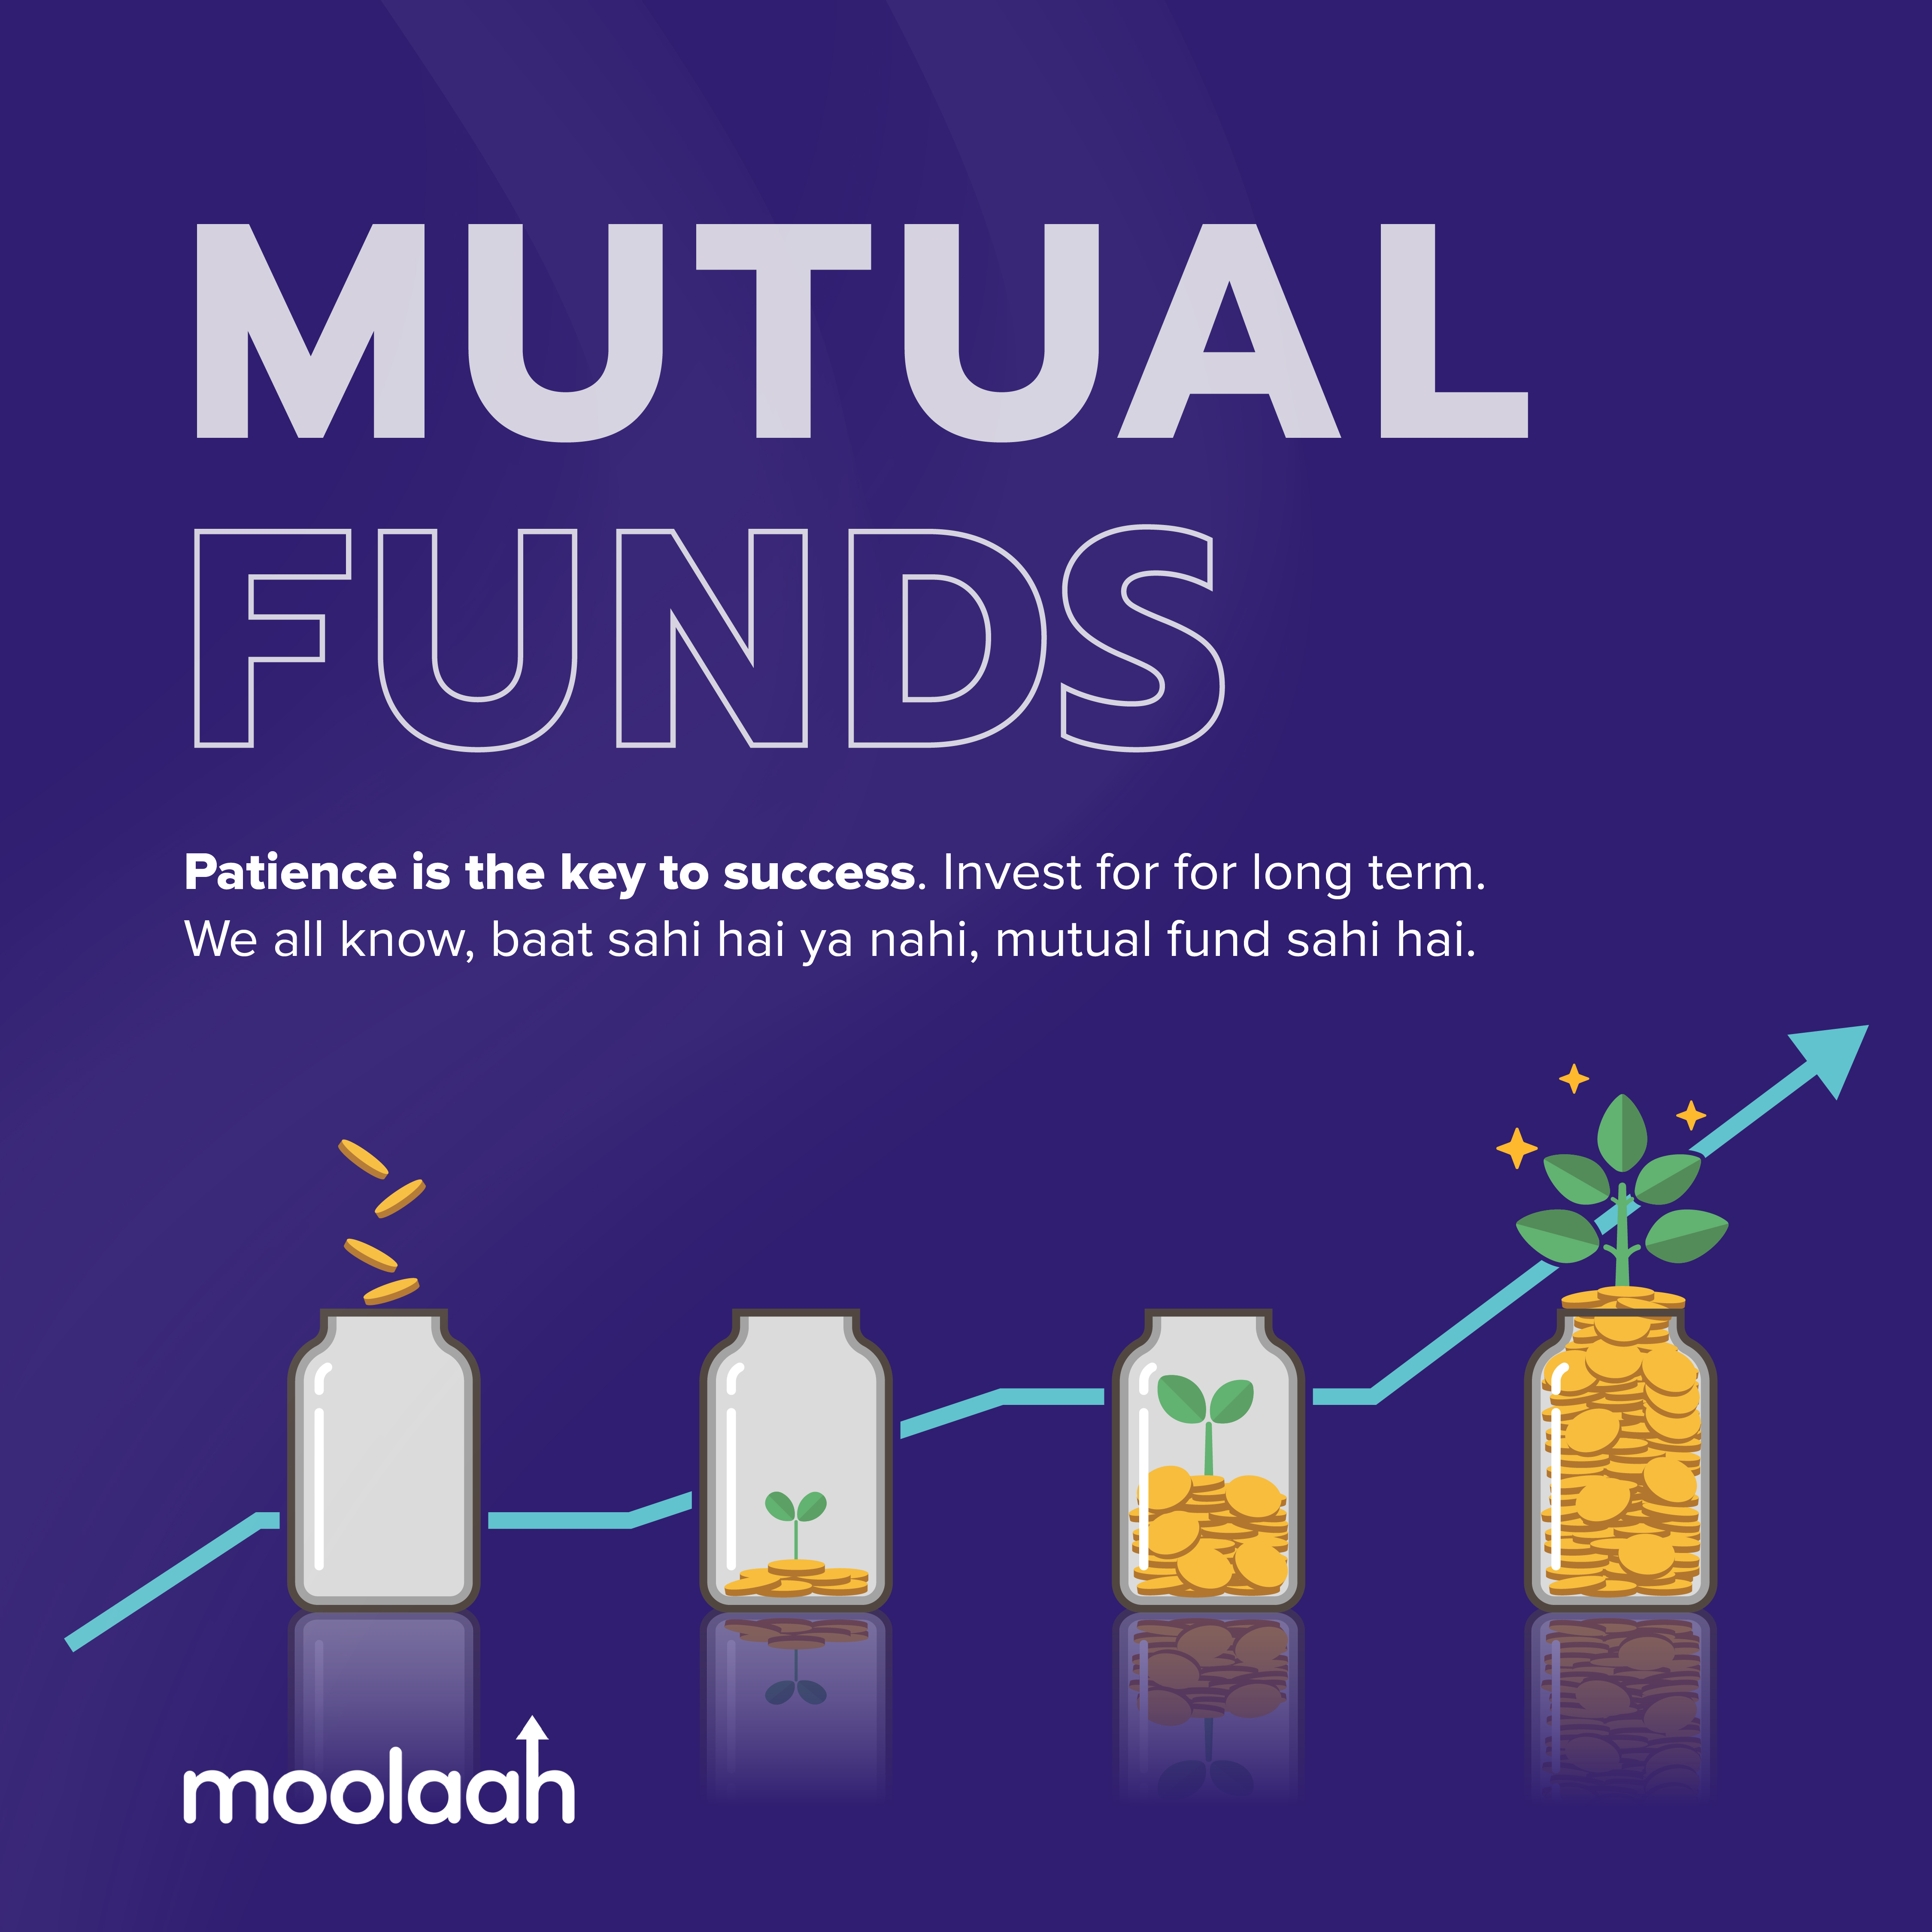 MUTUAL
FUNDS
Patience is the key to success. Invest for for long term.
We all know, baat sahi hai ya nahi, mutual fund sahi hai.
moolaah